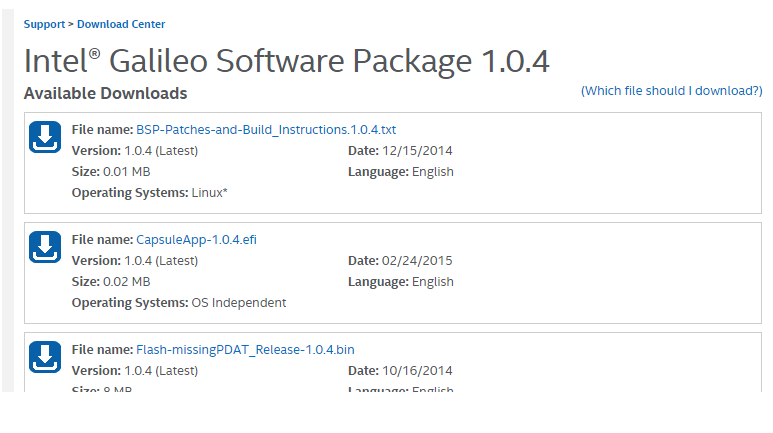 Support > Download Center
Intel® Galileo Software Package 1.0.4
Available Downloads
(Which file should I download?)
File name: BSP-Patches-and-Build_Instructions.1.0.4.txt
Version: 1.0.4 (Latest) Date: 12/15/2014
Size: 0.01 MB Language: English
Operating Systems: Linux*
File name: CapsuleApp-1.0.4.efi
Version: 1.0.4 (Latest) Date: 02/24/2015
Size: 0.02 MB Language: English
Operating Systems: OS Independent
File name: Flash-missingPDAT_Release-1.0.4.bin
Version: 1.0.4 (Latest) Date: 10/16/2014
Size: 8 MB Language: English